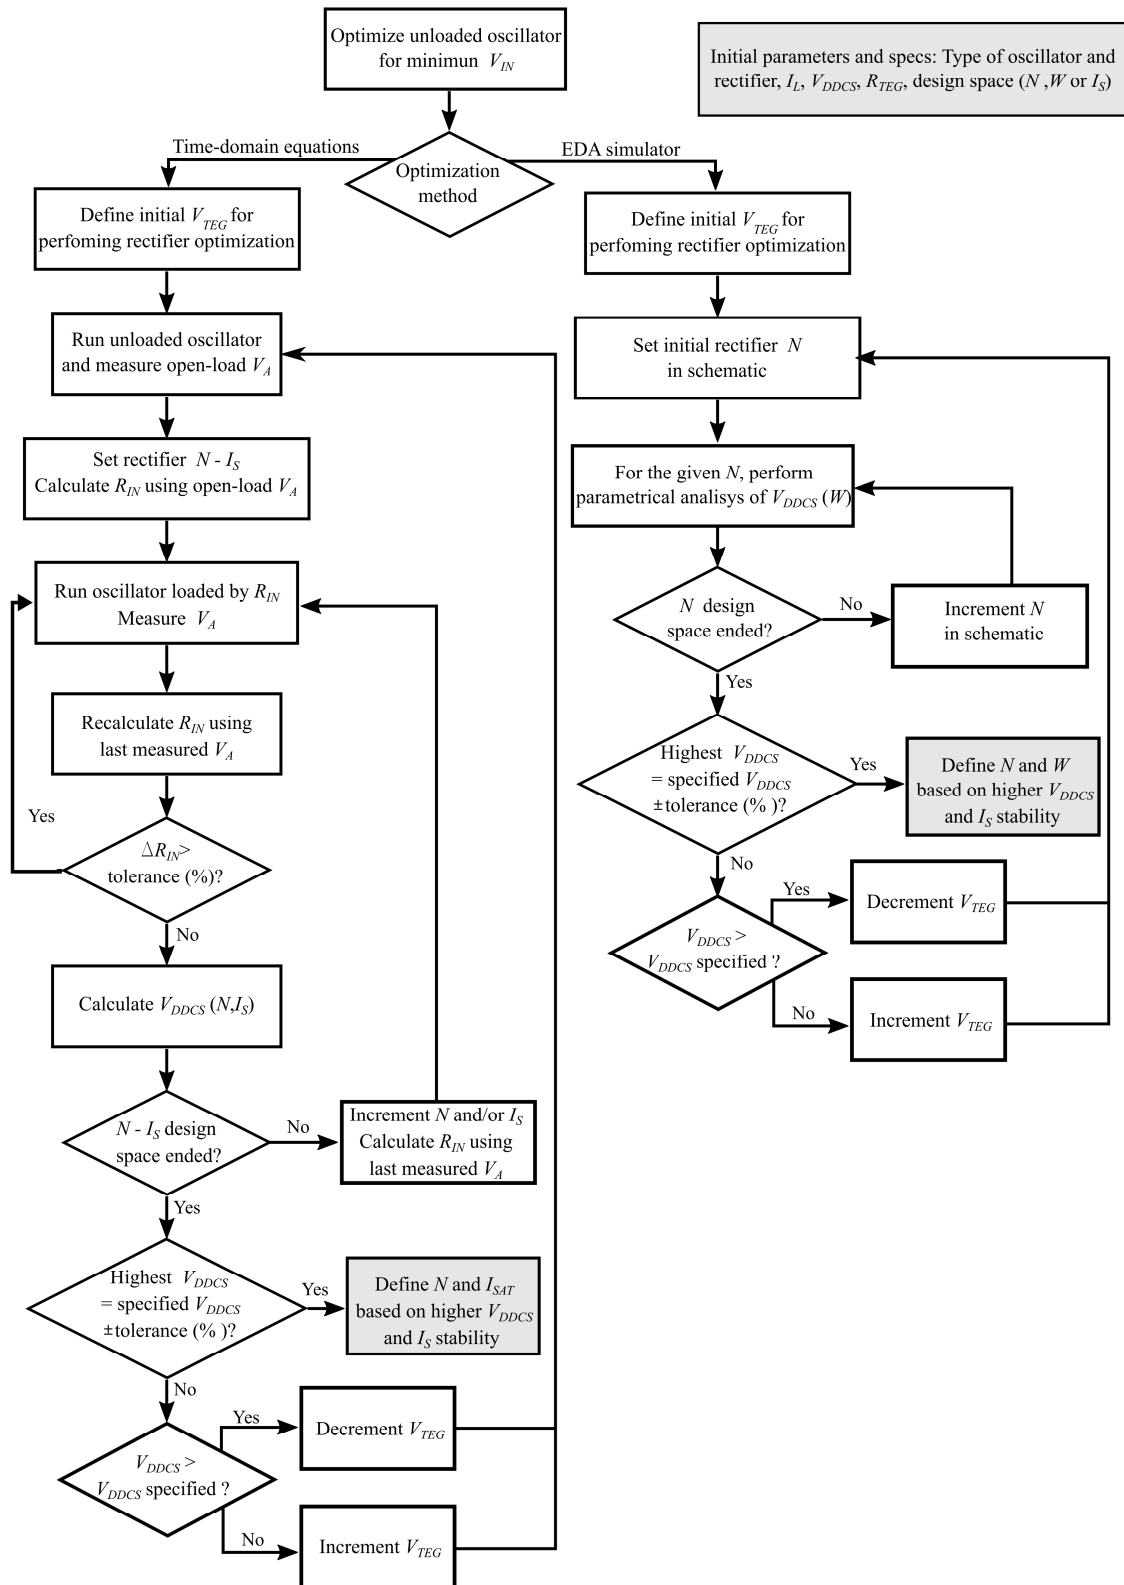 Optimize unloaded oscillator
for minimun V_IN
Initial parameters and specs: Type of oscillator and
rectifier, I_L, V_DDCS, R_TEG, design space (N ,W or I_S)
Optimization
method
Time-domain equations
EDA simulator
Define initial V_TEG for
perfoming rectifier optimization
Run unloaded oscillator
and measure open-load V_A
Set rectifier N - I_S
Calculate R_IN using open-load V_A
Run oscillator loaded by R_IN
Measure V_A
Recalculate R_IN using
last measured V_A
Yes
ΔR_IN>
tolerance (%)?
No
Calculate V_DDCS (N,I_S)
N - I_S design
space ended?
No
Increment N and/or I_S
Calculate R_IN using
last measured V_A
Yes
Highest V_DDCS
= specified V_DDCS
±tolerance (% )?
Yes
Define N and I_SAT
based on higher V_DDCS
and I_S stability
No
V_DDCS >
V_DDCS specified ?
Yes
Decrement V_TEG
No
Increment V_TEG
Define initial V_TEG for
perfoming rectifier optimization
Set initial rectifier N
in schematic
For the given N, perform
parametrical analisys of V_DDCS (W)
N design
space ended?
No
Increment N
in schematic
Yes
Highest V_DDCS
= specified V_DDCS
±tolerance (% )?
Yes
Define N and W
based on higher V_DDCS
and I_S stability
No
V_DDCS >
V_DDCS specified ?
Yes
Decrement V_TEG
No
Increment V_TEG